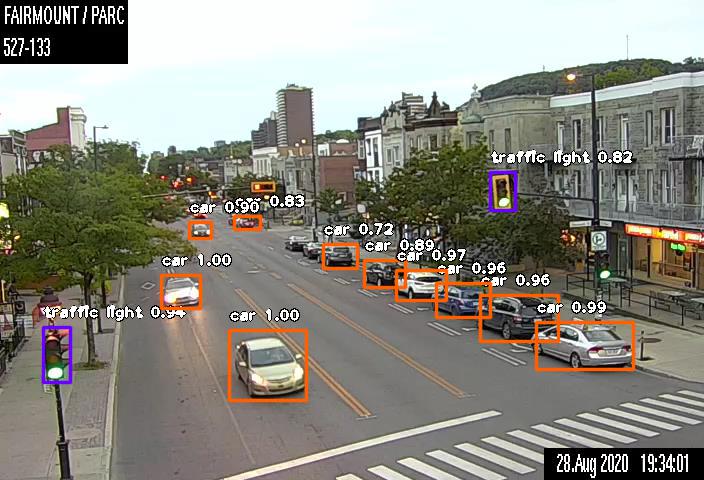 FAIRMOUNT / PARC
527-133
traffic light 0.82
car 0.90
car 0.83
car 0.72
car 0.89
car 0.97
car 1.00
car 0.96
car 0.96
traffic light 0.94
car 1.00
car 0.99
28.Aug 2020 19:34:01